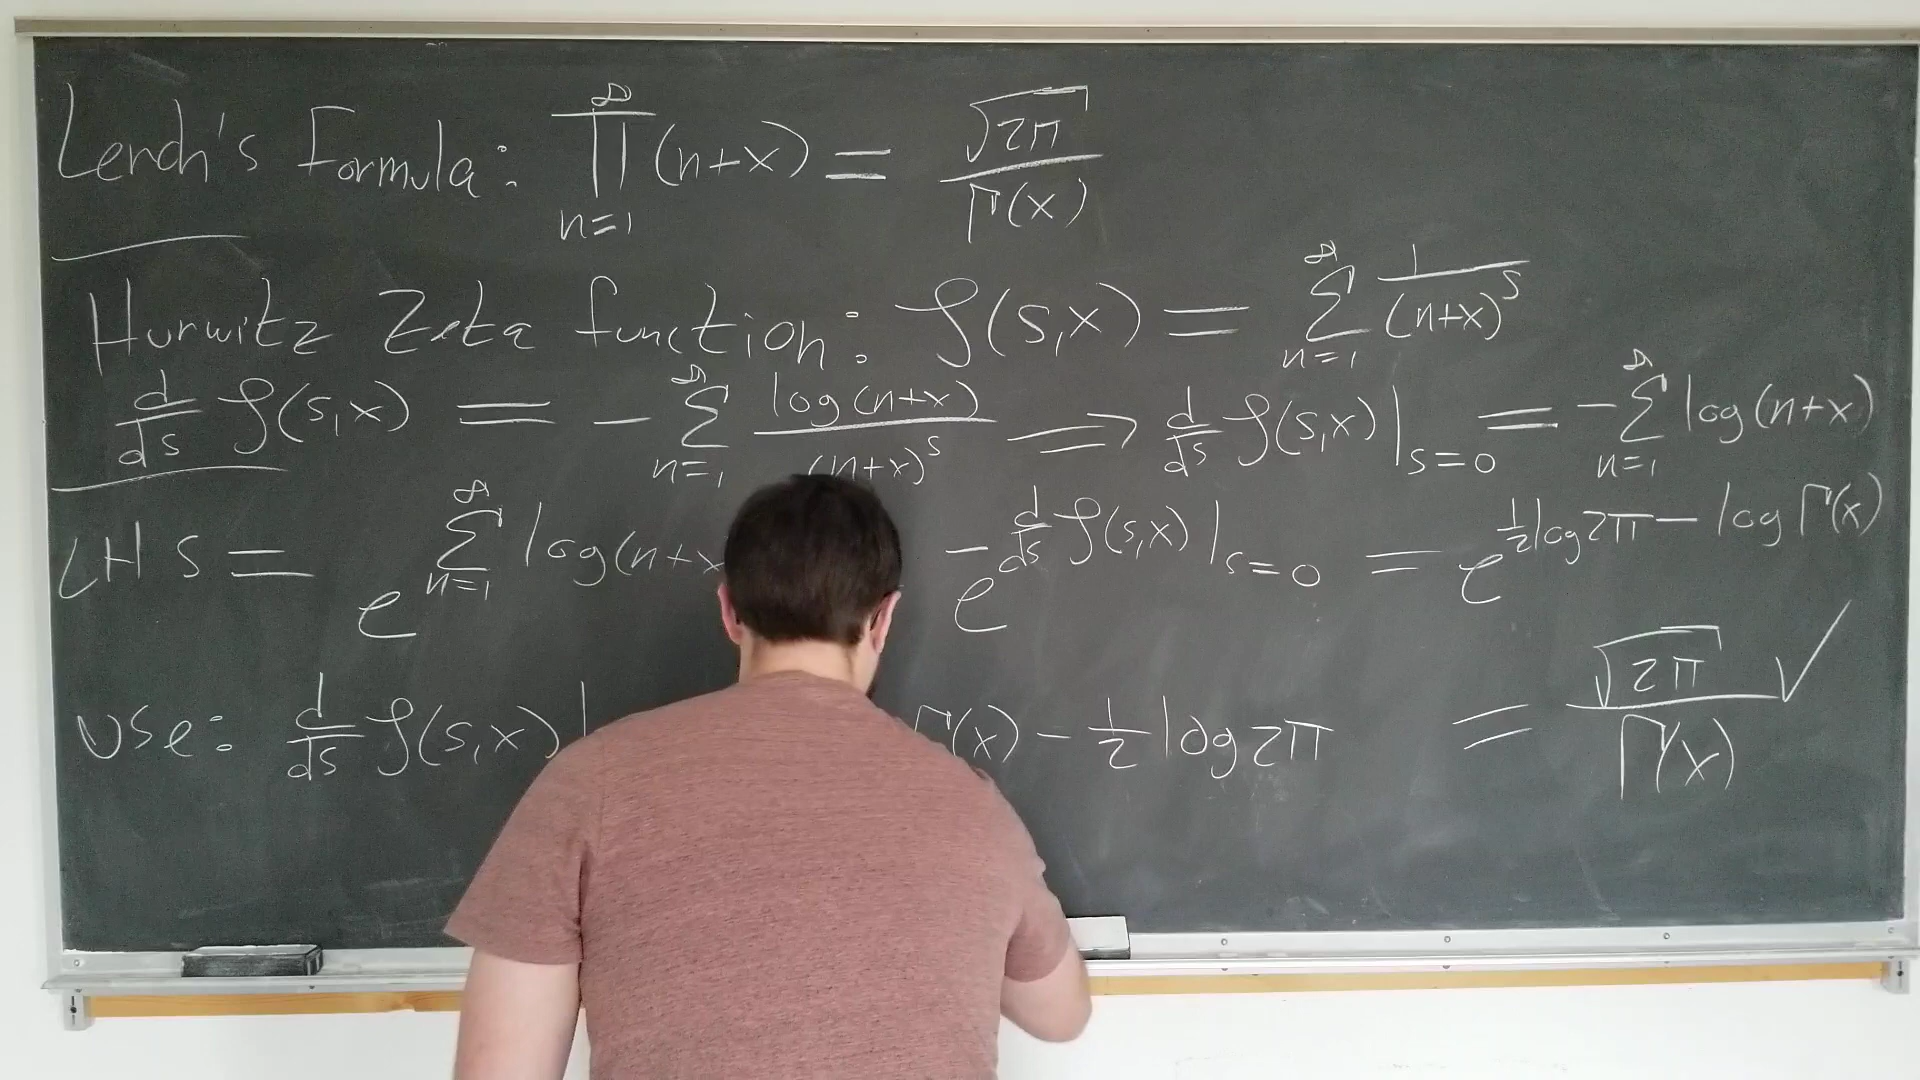 Lerch's Formula: ∏_{n=1}^{∞} (n+x) = √(2π) / Γ(x)
Hurwitz Zeta function: ζ(s,x) = ∑_{n=1}^{∞} 1/(n+x)^s
d/ds ζ(s,x) = - ∑_{n=1}^{∞} log(n+x)/(n+x)^s ⟹ d/ds ζ(s,x)|_{s=0} = -∑_{n=1}^{∞} log(n+x)
LHS = e^{∑_{n=1}^{∞} log(n+x} e^{-d/ds ζ(s,x)|_{s=0}} = e^{1/2 log 2π - log Γ(x)}
= √(2π) / Γ(x) ✓
Use: d/ds ζ(s,x)| Γ(x) - 1/2 log 2π